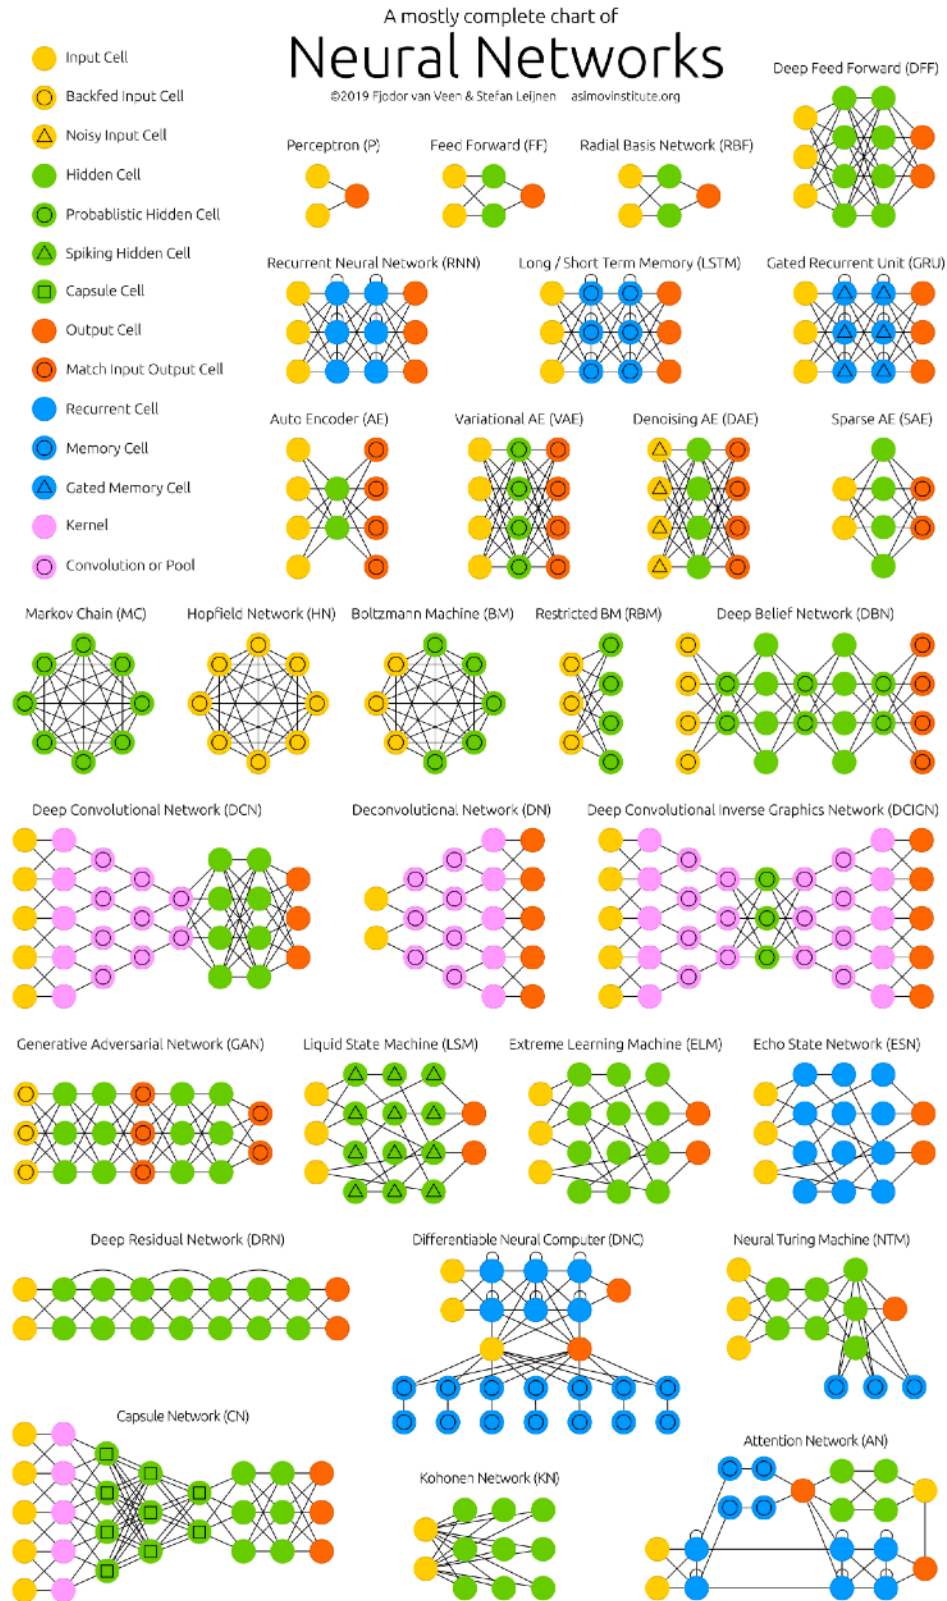 A mostly complete chart of
Neural Networks
©2019 Fjodor van Veen & Stefan Leijnen    asimovinstitute.org
Input Cell
Backfed Input Cell
Noisy Input Cell
Hidden Cell
Probablistic Hidden Cell
Spiking Hidden Cell
Capsule Cell
Output Cell
Match Input Output Cell
Recurrent Cell
Memory Cell
Gated Memory Cell
Kernel
Convolution or Pool
Deep Feed Forward (DFF)
Perceptron (P)
Feed Forward (FF)
Radial Basis Network (RBF)
Recurrent Neural Network (RNN)
Long / Short Term Memory (LSTM)
Gated Recurrent Unit (GRU)
Auto Encoder (AE)
Variational AE (VAE)
Denoising AE (DAE)
Sparse AE (SAE)
Markov Chain (MC)
Hopfield Network (HN)
Boltzmann Machine (BM)
Restricted BM (RBM)
Deep Belief Network (DBN)
Deep Convolutional Network (DCN)
Deconvolutional Network (DN)
Deep Convolutional Inverse Graphics Network (DCIGN)
Generative Adversarial Network (GAN)
Liquid State Machine (LSM)
Extreme Learning Machine (ELM)
Echo State Network (ESN)
Deep Residual Network (DRN)
Differentiable Neural Computer (DNC)
Neural Turing Machine (NTM)
Capsule Network (CN)
Kohonen Network (KN)
Attention Network (AN)